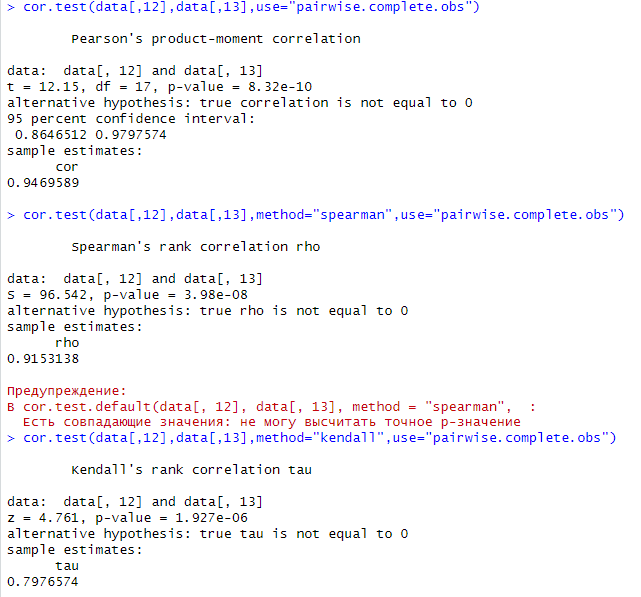 > cor.test(data[,12],data[,13],use="pairwise.complete.obs")
Pearson's product-moment correlation
data:  data[, 12] and data[, 13]
t = 12.15, df = 17, p-value = 8.32e-10
alternative hypothesis: true correlation is not equal to 0
95 percent confidence interval:
0.8646512 0.9797574
sample estimates:
cor
0.9469589
> cor.test(data[,12],data[,13],method="spearman",use="pairwise.complete.obs")
Spearman's rank correlation rho
data:  data[, 12] and data[, 13]
S = 96.542, p-value = 3.98e-08
alternative hypothesis: true rho is not equal to 0
sample estimates:
rho
0.9153138
Предупреждение:
В cor.test.default(data[, 12], data[, 13], method = "spearman",  :
Есть совпадающие значения: не могу высчитать точное p-значение
> cor.test(data[,12],data[,13],method="kendall",use="pairwise.complete.obs")
Kendall's rank correlation tau
data:  data[, 12] and data[, 13]
z = 4.761, p-value = 1.927e-06
alternative hypothesis: true tau is not equal to 0
sample estimates:
tau
0.7976574